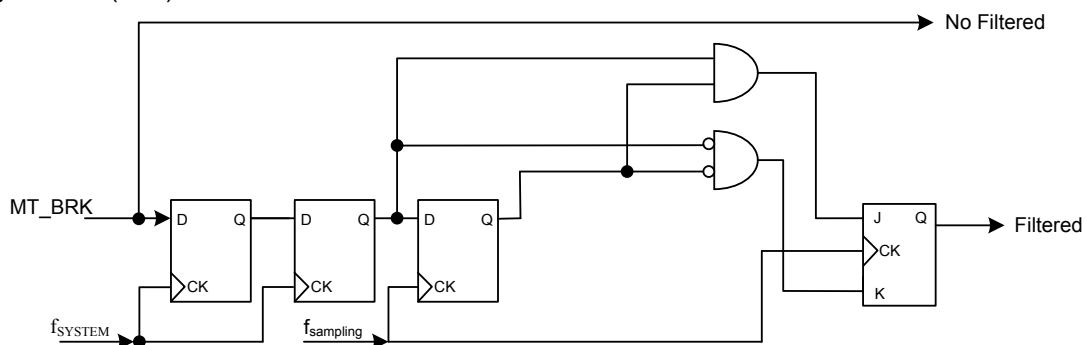 No Filtered
MT_BRK
D Q
D Q
D Q
J Q
Filtered
CK
CK
CK
CK
K
fSYSTEM
fsampling